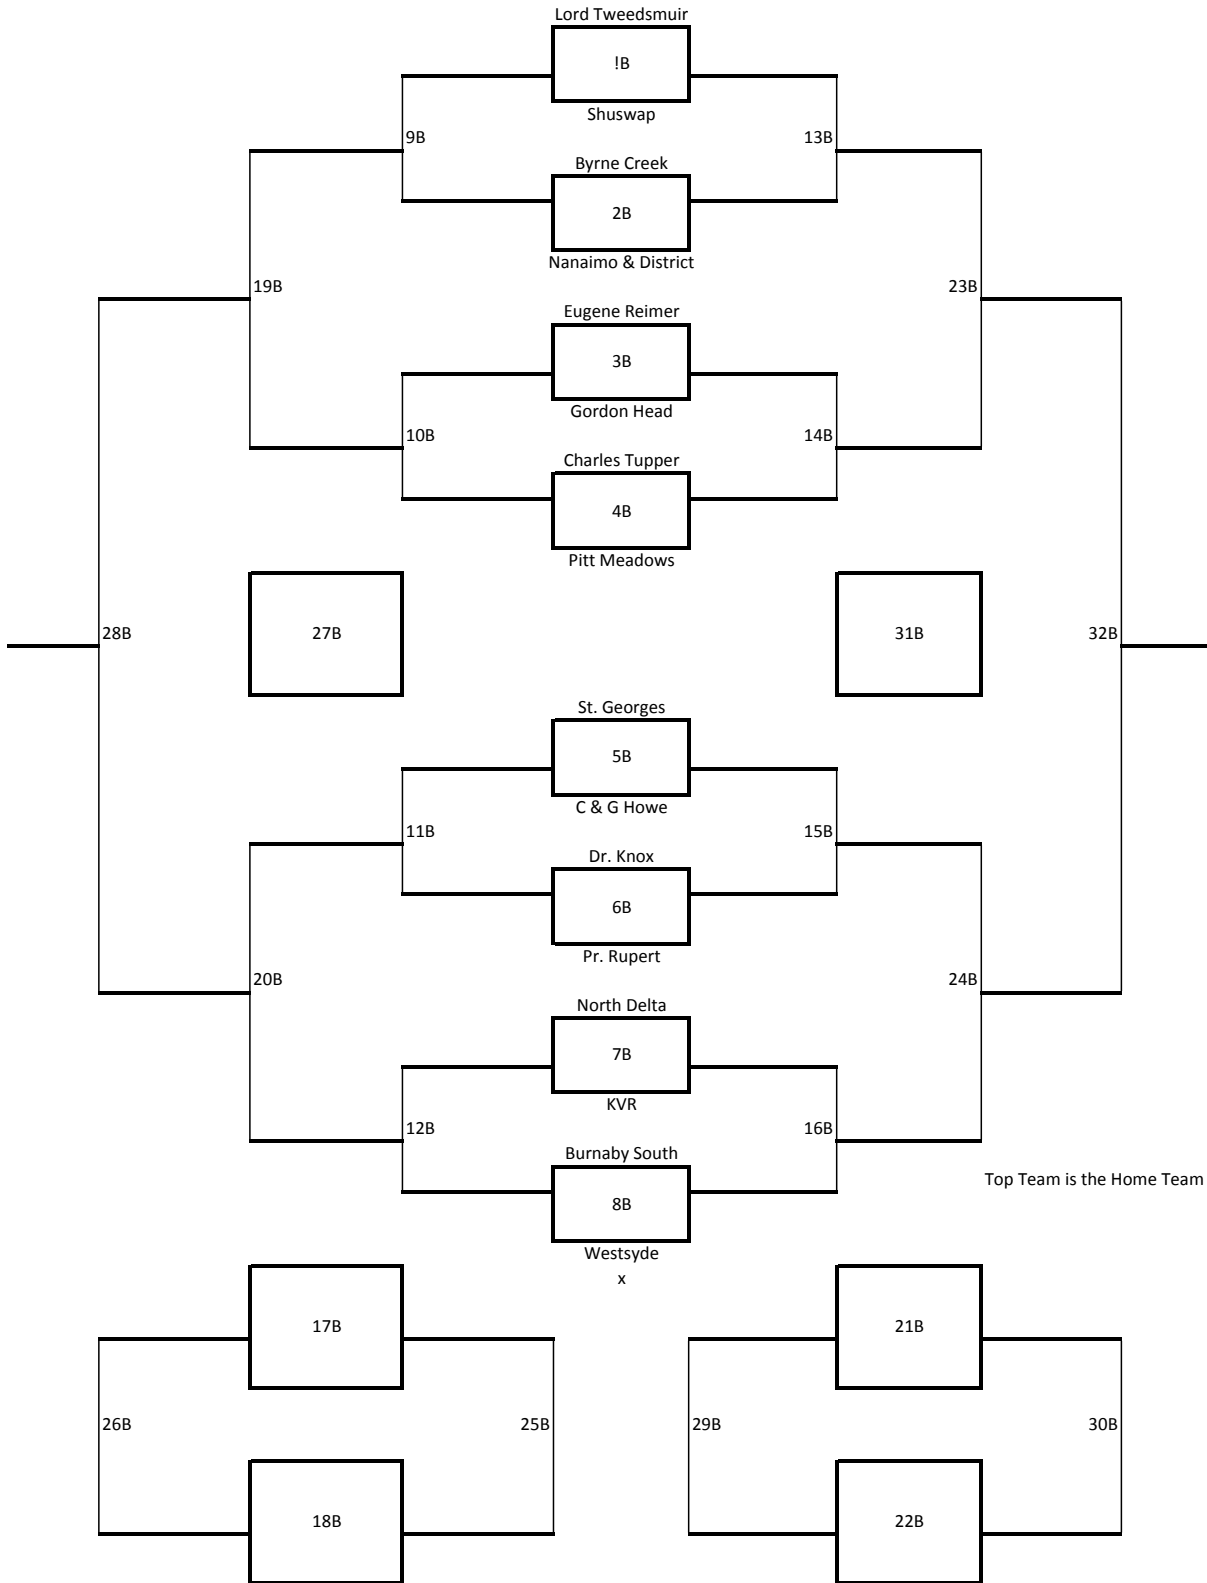 Lord Tweedsmuir
!B
Shuswap
9B
13B
Byrne Creek
2B
Nanaimo & District
19B
23B
Eugene Reimer
3B
Gordon Head
10B
14B
Charles Tupper
4B
Pitt Meadows
28B
27B
31B
32B
St. Georges
5B
C & G Howe
11B
15B
Dr. Knox
6B
Pr. Rupert
20B
24B
North Delta
7B
KVR
12B
16B
Burnaby South
Top Team is the Home Team
8B
Westsyde
x
17B
21B
26B
25B
29B
30B
18B
22B